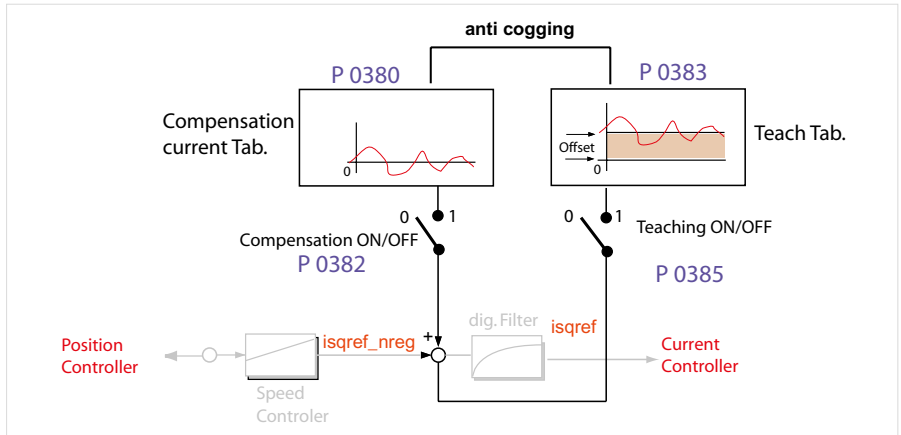 anti cogging
P 0380
P 0383
Compensation
current Tab.
0
Offset
0
Teach Tab.
0 1
Compensation ON/OFF
P 0382
0 1
Teaching ON/OFF
P 0385
Position
Controller
Speed
Controler
isqref_nreg
+
dig. Filter
isqref
Current
Controller